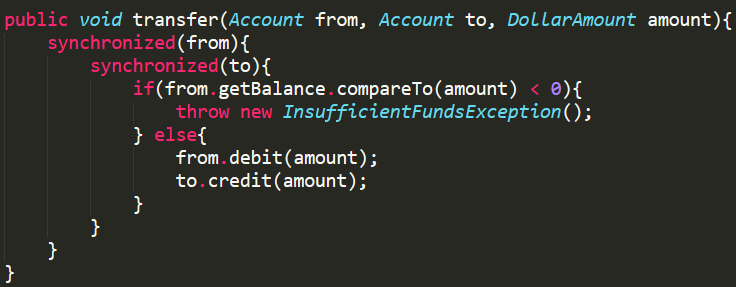 public void transfer(Account from, Account to, DollarAmount amount){
synchronized(from){
synchronized(to){
if(from.getBalance.compareTo(amount) < 0){
throw new InsufficientFundsException();
} else{
from.debit(amount);
to.credit(amount);
}
}
}
}